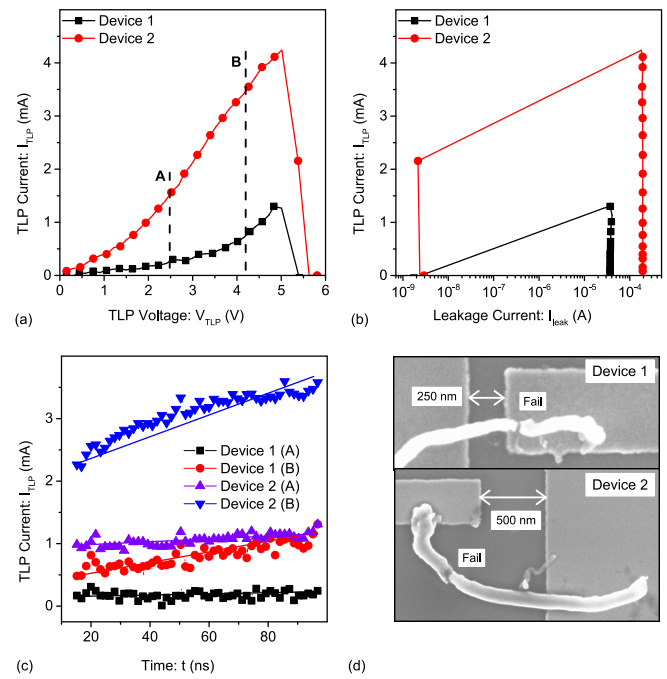 Device 1
Device 2
B
A
4
3
2
1
0
0
1
2
3
4
5
6
TLP Current: I_TLP (mA)
TLP Voltage: V_TLP (V)
(a)
Device 1
Device 2
4
3
2
1
0
10^-9
10^-8
10^-7
10^-6
10^-5
10^-4
TLP Current: I_TLP (mA)
Leakage Current: I_leak (A)
(b)
3
2
1
0
20
40
60
80
Device 1 (A)
Device 1 (B)
Device 2 (A)
Device 2 (B)
TLP Current: I_TLP (mA)
Time: t (ns)
(c)
Device 1
250 nm
Fail
Device 2
500 nm
Fail
(d)